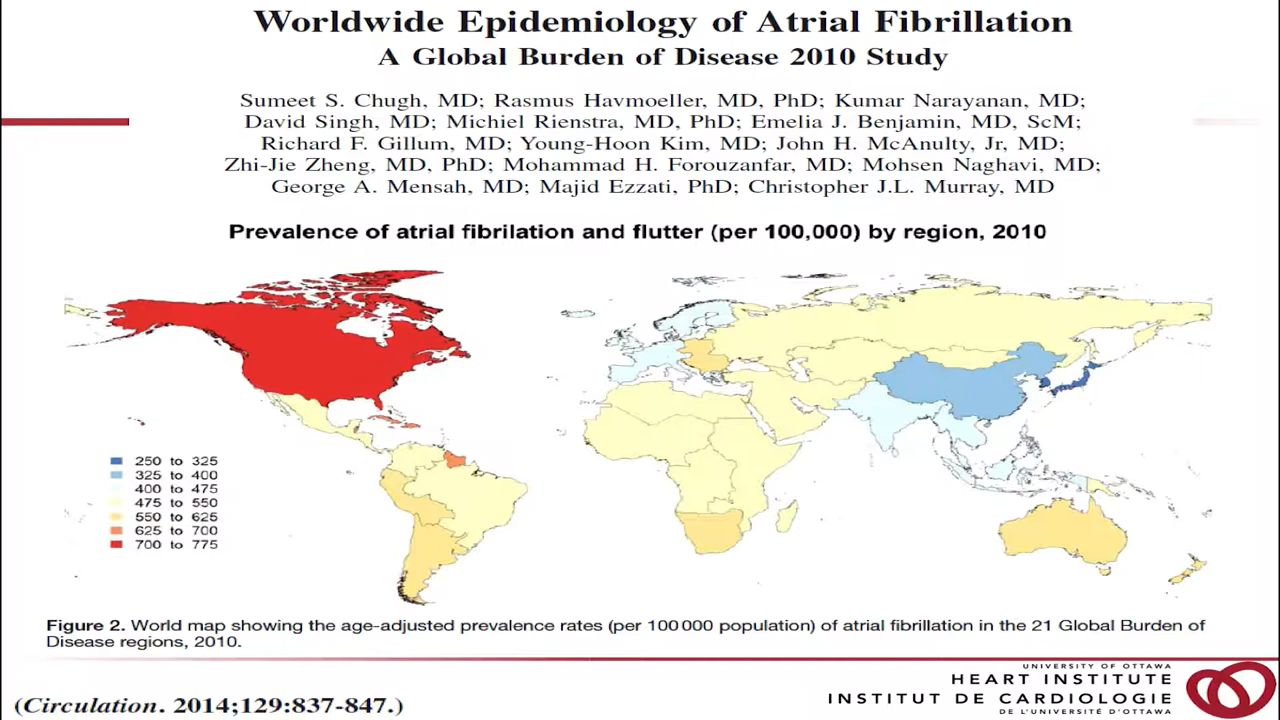 Worldwide Epidemiology of Atrial Fibrillation
A Global Burden of Disease 2010 Study
Sumeet S. Chugh, MD; Rasmus Havmoeller, MD, PhD; Kumar Narayanan, MD;
David Singh, MD; Michiel Rienstra, MD, PhD; Emelia J. Benjamin, MD, ScM;
Richard F. Gillum, MD; Young-Hoon Kim, MD; John H. McAnulty, Jr, MD;
Zhi-Jie Zheng, MD, PhD; Mohammad H. Forouzanfar, MD; Mohsen Naghavi, MD;
George A. Mensah, MD; Majid Ezzati, PhD; Christopher J.L. Murray, MD
Prevalence of atrial fibrilation and flutter (per 100,000) by region, 2010
250 to 325
325 to 400
400 to 475
475 to 550
550 to 625
625 to 700
700 to 775
Figure 2. World map showing the age-adjusted prevalence rates (per 100 000 population) of atrial fibrillation in the 21 Global Burden of
Disease regions, 2010.
(Circulation. 2014;129:837-847.)
UNIVERSITY OF OTTAWA
HEART INSTITUTE
INSTITUT DE CARDIOLOGIE
DE L'UNIVERSITÉ D'OTTAWA